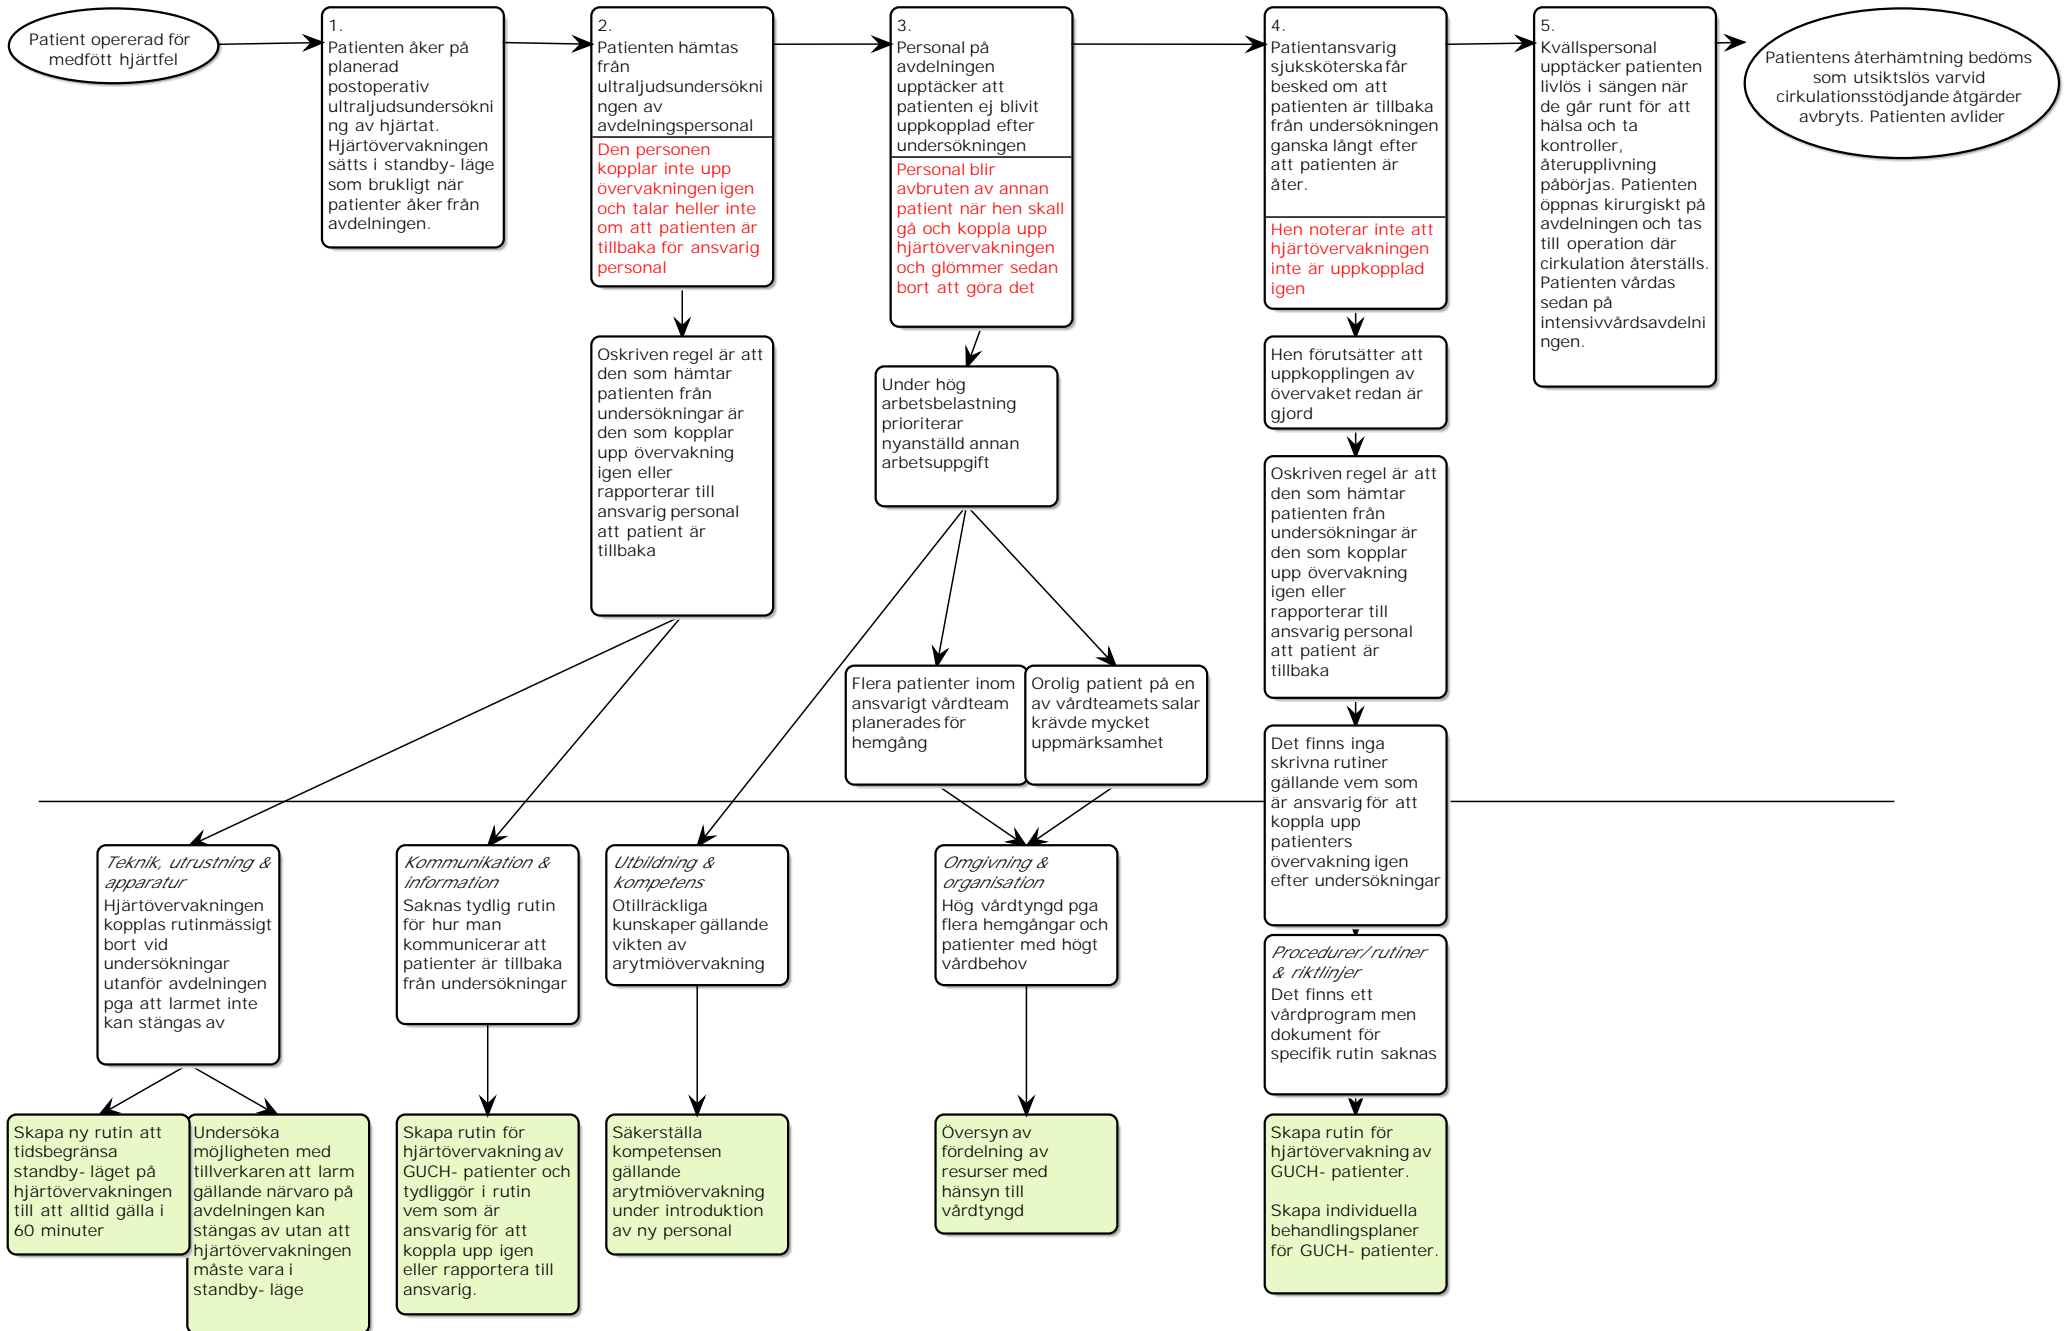 Patient opererad för
medfött hjärtfel
1.
Patienten åker på
planerad
postoperativ
ultraljudsundersökni
ng av hjärtat.
Hjärtövervakningen
sätts i standby- läge
som brukligt när
patienter åker från
avdelningen.
2.
Patienten hämtas
från
ultraljudsundersökni
ngen av
avdelningspersonal
Den personen
kopplar inte upp
övervakningen igen
och talar heller inte
om att patienten är
tillbaka för ansvarig
personal
3.
Personal på
avdelningen
upptäcker att
patienten ej blivit
uppkopplad efter
undersökningen
Personal blir
avbruten av annan
patient när hen skall
gå och koppla upp
hjärtövervakningen
och glömmer sedan
bort att göra det
4.
Patientansvarig
sjuksköterska får
besked om att
patienten är tillbaka
från undersökningen
ganska långt efter
att patienten är
åter.
Hen noterar inte att
hjärtövervakningen
inte är uppkopplad
igen
5.
Kvällspersonal
upptäcker patienten
livlös i sängen när
de går runt för att
hälsa och ta
kontroller,
återupplivning
påbörjas. Patienten
öppnas kirurgiskt på
avdelningen och tas
till operation där
cirkulation återställs.
Patienten vårdas
sedan på
intensivvårdsavdelni
ngen.
Patientens återhämtning bedöms
som utsiktslös varvid
cirkulationsstödjande åtgärder
avbryts. Patienten avlider
Oskriven regel är att
den som hämtar
patienten från
undersökningar är
den som kopplar
upp övervakning
igen eller
rapporterar till
ansvarig personal
att patient är
tillbaka
Under hög
arbetsbelastning
prioriterar
nyanställd annan
arbetsuppgift
Hen förutsätter att
uppkopplingen av
övervaket redan är
gjord
Oskriven regel är att
den som hämtar
patienten från
undersökningar är
den som kopplar
upp övervakning
igen eller
rapporterar till
ansvarig personal
att patient är
tillbaka
Flera patienter inom
ansvarigt vårdteam
planerades för
hemgång
Orolig patient på en
av vårdteamets salar
krävde mycket
uppmärksamhet
Det finns inga
skrivna rutiner
gällande vem som
är ansvarig för att
koppla upp
patienters
övervakning igen
efter undersökningar
Teknik, utrustning &
apparatur
Hjärtövervakningen
kopplas rutinmässigt
bort vid
undersökningar
utanför avdelningen
pga att larmet inte
kan stängas av
Kommunikation &
information
Saknas tydlig rutin
för hur man
kommunicerar att
patienter är tillbaka
från undersökningar
Utbildning &
kompetens
Otillräckliga
kunskaper gällande
vikten av
arytmiövervakning
Omgivning &
organisation
Hög vårdtyngd pga
flera hemgångar och
patienter med högt
vårdbehov
Procedurer/ rutiner
& riktlinjer
Det finns ett
vårdprogram men
dokument för
specifik rutin saknas
Skapa ny rutin att
tidsbegränsa
standby- läget på
hjärtövervakningen
till att alltid gälla i
60 minuter
Undersöka
möjligheten med
tillverkaren att larm
gällande närvaro på
avdelningen kan
stängas av utan att
hjärtövervakningen
måste vara i
standby- läge
Skapa rutin för
hjärtövervakning av
GUCH- patienter och
tydliggör i rutin
vem som är
ansvarig för att
koppla upp igen
eller rapportera till
ansvarig.
Säkerställa
kompetensen
gällande
arytmiövervakning
under introduktion
av ny personal
Översyn av
fördelning av
resurser med
hänsyn till
vårdtyngd
Skapa rutin för
hjärtövervakning av
GUCH- patienter.
Skapa individuella
behandlingsplaner
för GUCH- patienter.